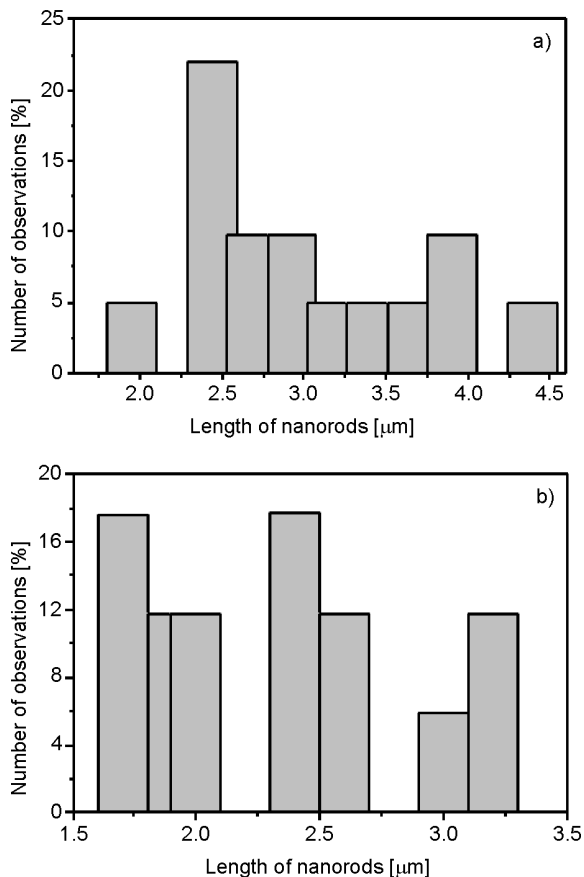 a)
Number of observations [%]
25
20
15
10
5
0
2.0 2.5 3.0 3.5 4.0 4.5
Length of nanorods [μm]
b)
Number of observations [%]
20
16
12
8
4
0
1.5 2.0 2.5 3.0 3.5
Length of nanorods [μm]